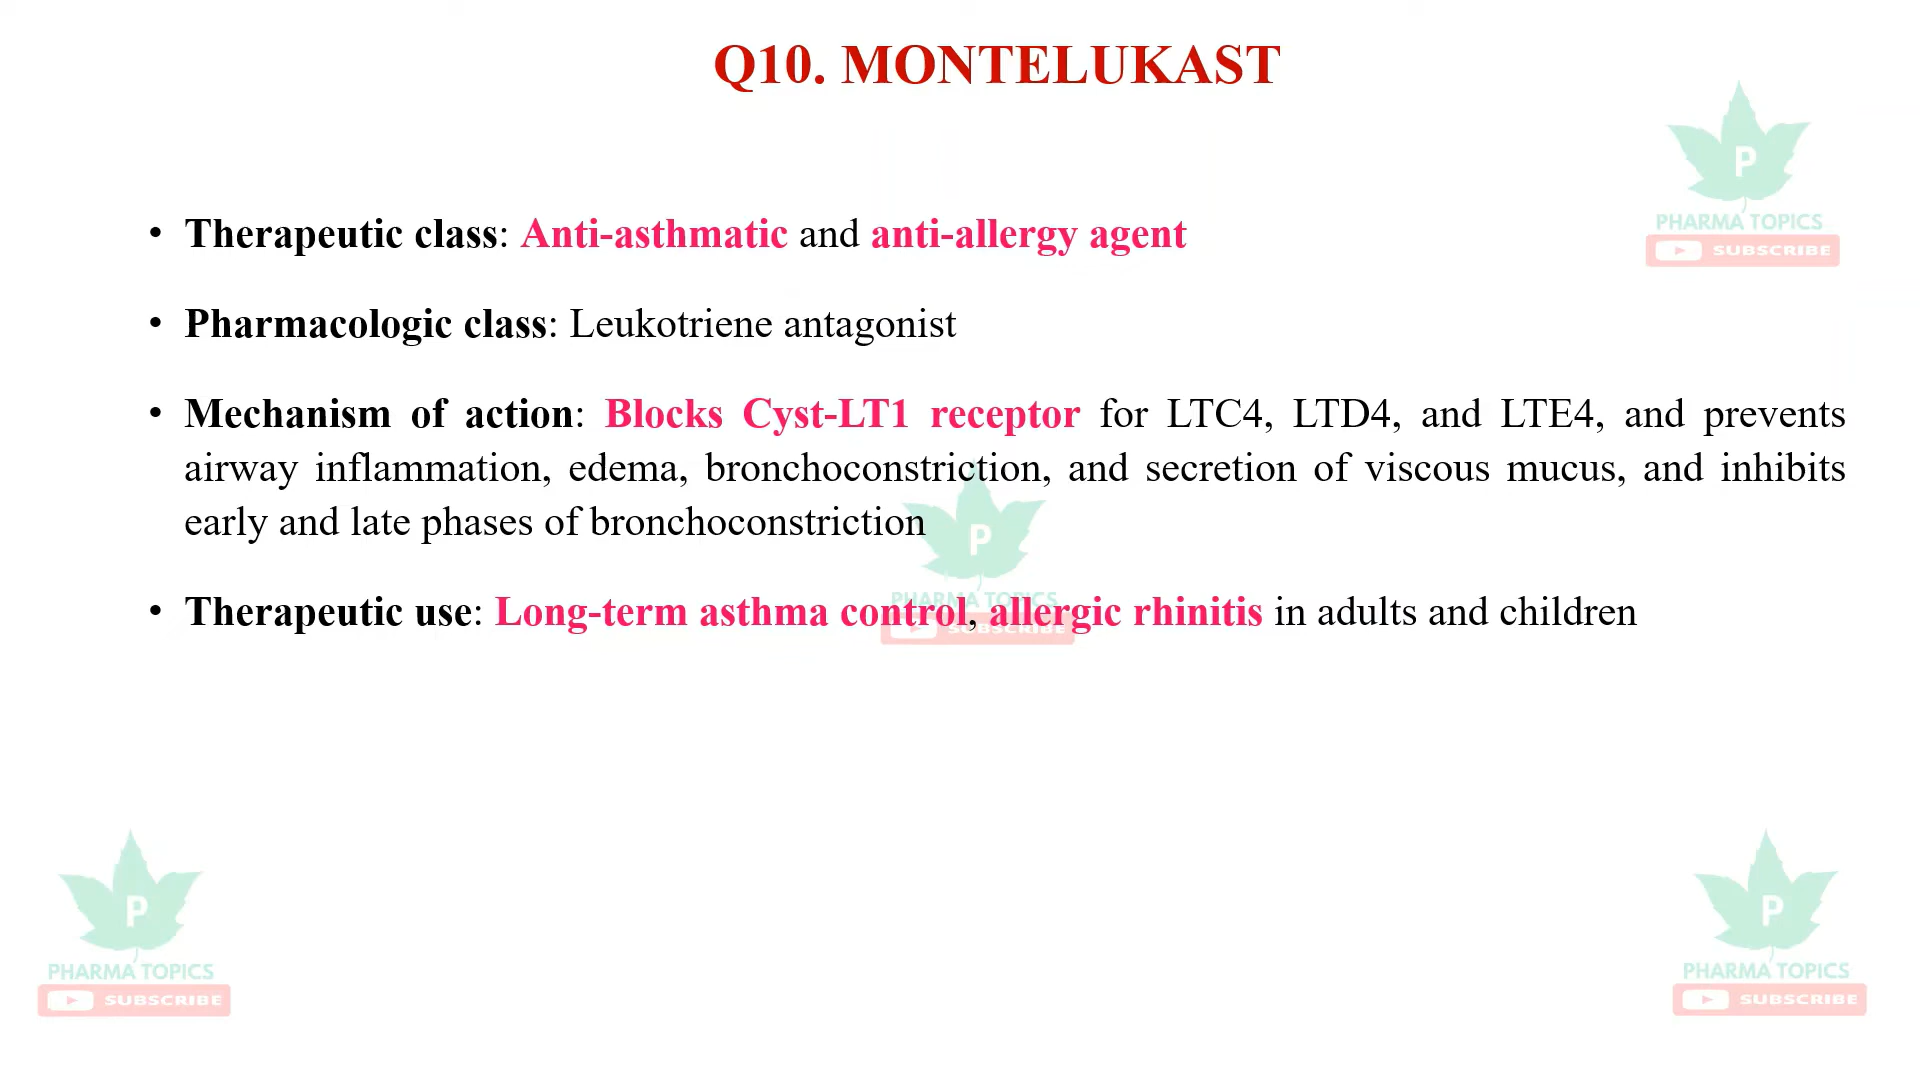 Q10. MONTELUKAST
P
PHARMA TOPICS
SUBSCRIBE
• Therapeutic class: Anti-asthmatic and anti-allergy agent
• Pharmacologic class: Leukotriene antagonist
• Mechanism of action: Blocks Cyst-LT1 receptor for LTC4, LTD4, and LTE4, and prevents
airway inflammation, edema, bronchoconstriction, and secretion of viscous mucus, and inhibits
early and late phases of bronchoconstriction
P
PHARMA TOPICS
• Therapeutic use: Long-term asthma control, allergic rhinitis in adults and children
SUBSCRIBE
P
PHARMA TOPICS
SUBSCRIBE
P
PHARMA TOPICS
SUBSCRIBE